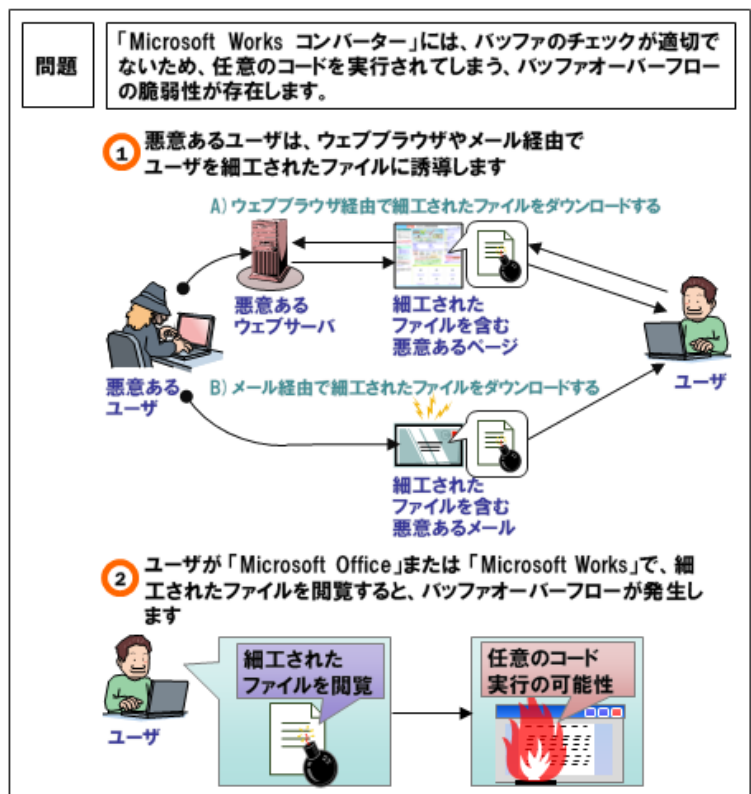 問題
「Microsoft Works コンバーター」には、バッファのチェックが適切で
ないため、任意のコードを実行されてしまう、バッファオーバーフロー
の脆弱性が存在します。
1
悪意あるユーザは、ウェブブラウザやメール経由で
ユーザを細工されたファイルに誘導します
A) ウェブブラウザ経由で細工されたファイルをダウンロードする
悪意ある
ウェブサーバ
細工された
ファイルを含む
悪意あるページ
悪意ある
ユーザ
ユーザ
B) メール経由で細工されたファイルをダウンロードする
細工された
ファイルを含む
悪意あるメール
2
ユーザが「Microsoft Office」または「Microsoft Works」で、細
工されたファイルを閲覧すると、バッファオーバーフローが発生し
ます
ユーザ
細工された
ファイルを閲覧
任意のコード
実行の可能性